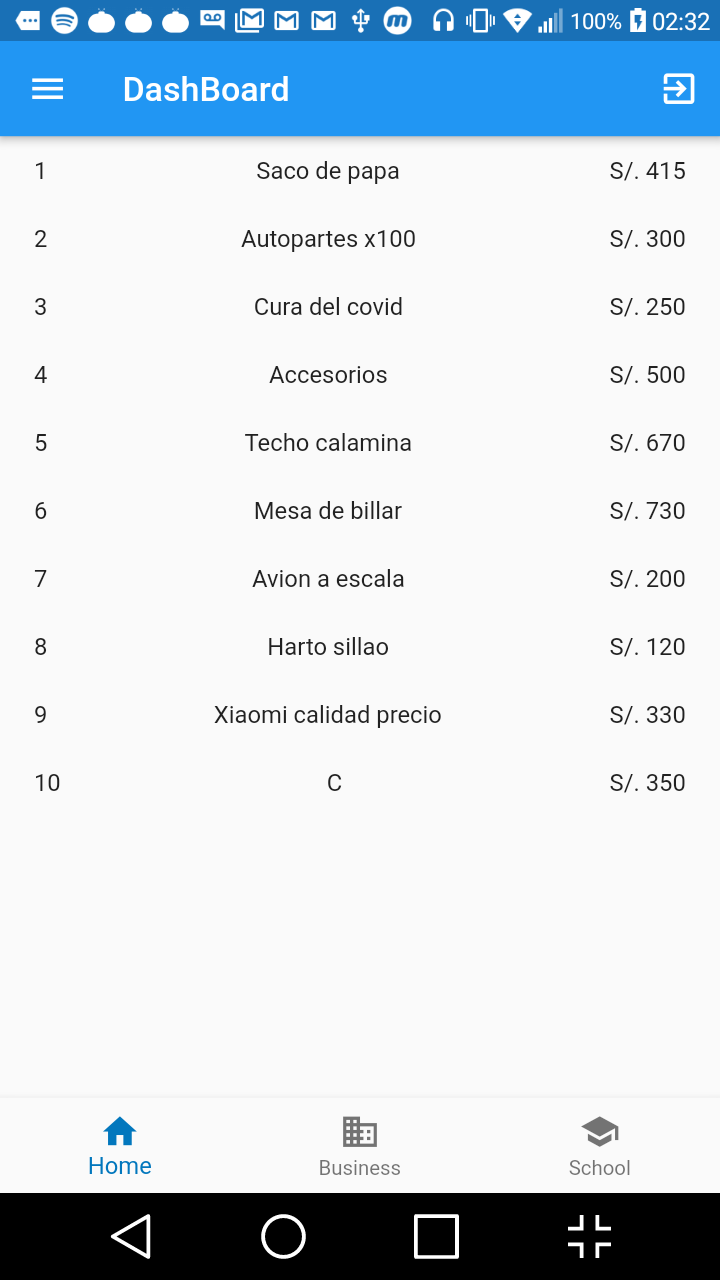 100% 02:32
DashBoard
1 Saco de papa S/. 415
2 Autopartes x100 S/. 300
3 Cura del covid S/. 250
4 Accesorios S/. 500
5 Techo calamina S/. 670
6 Mesa de billar S/. 730
7 Avion a escala S/. 200
8 Harto sillao S/. 120
9 Xiaomi calidad precio S/. 330
10 C S/. 350
Home Business School